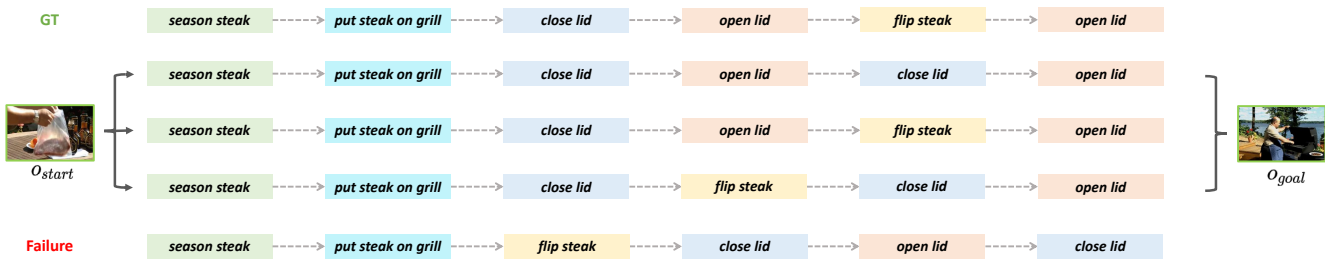 GT season steak put steak on grill close lid open lid flip steak open lid
season steak put steak on grill close lid open lid close lid open lid
season steak put steak on grill close lid open lid flip steak open lid
o_start
o_goal
season steak put steak on grill close lid flip steak close lid open lid
Failure season steak put steak on grill flip steak close lid open lid close lid